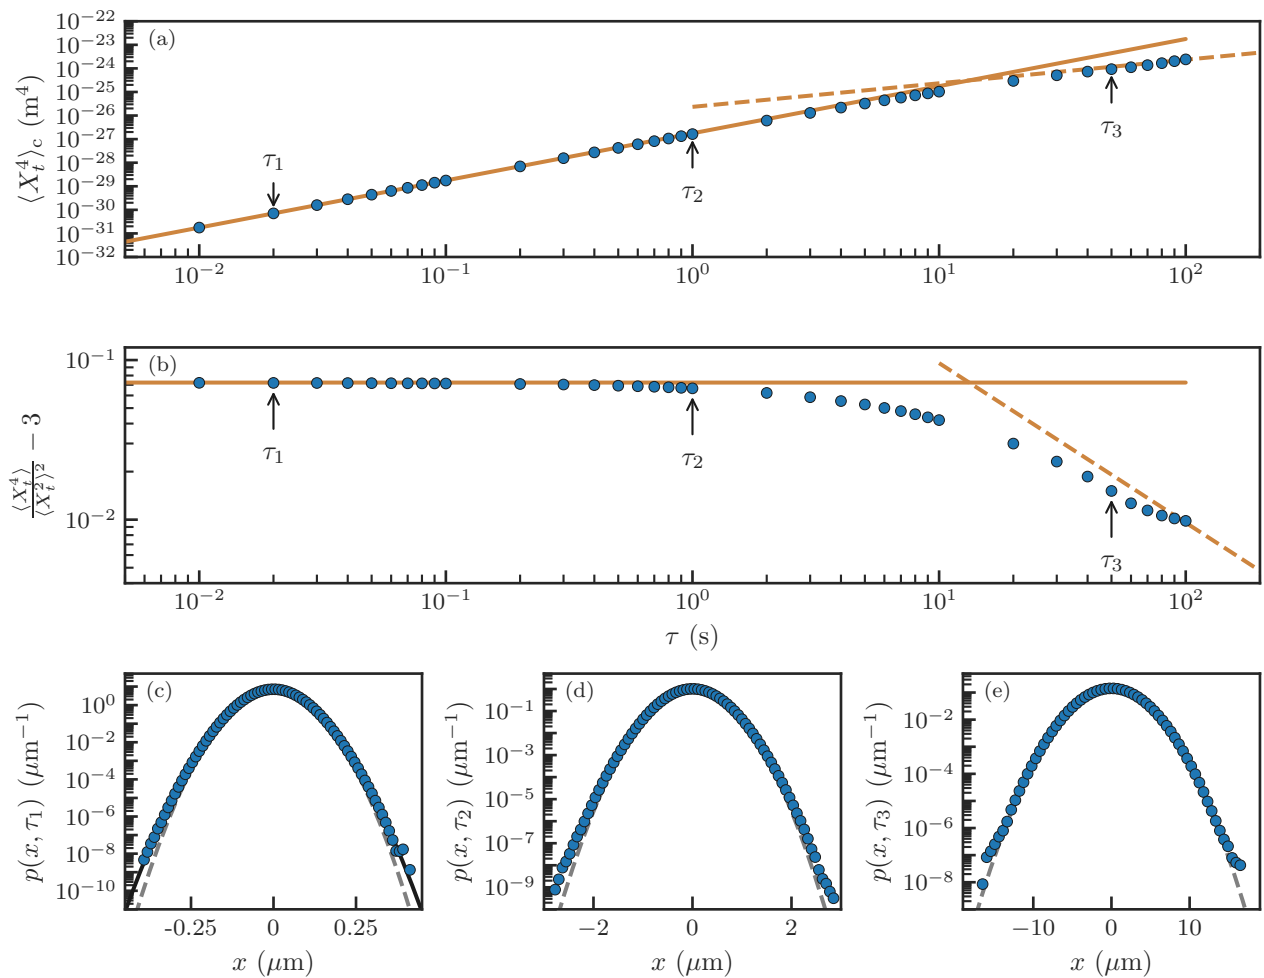 (a)
⟨X_t^4⟩_c (m^4)
10^−22
10^−23
10^−24
10^−25
10^−26
10^−27
10^−28
10^−29
10^−30
10^−31
10^−32
τ_1
τ_2
τ_3
10^−2 10^−1 10^0 10^1 10^2
(b)
⟨X_t^4⟩/⟨X_t^2⟩^2 − 3
10^−1
10^−2
τ_1
τ_2
τ_3
10^−2 10^−1 10^0 10^1 10^2
τ (s)
(c)
p(x, τ_1) (μm^−1)
10^0
10^−2
10^−4
10^−6
10^−8
10^−10
-0.25 0 0.25
x (μm)
(d)
p(x, τ_2) (μm^−1)
10^−1
10^−3
10^−5
10^−7
10^−9
−2 0 2
x (μm)
(e)
p(x, τ_3) (μm^−1)
10^−2
10^−4
10^−6
10^−8
−10 0 10
x (μm)